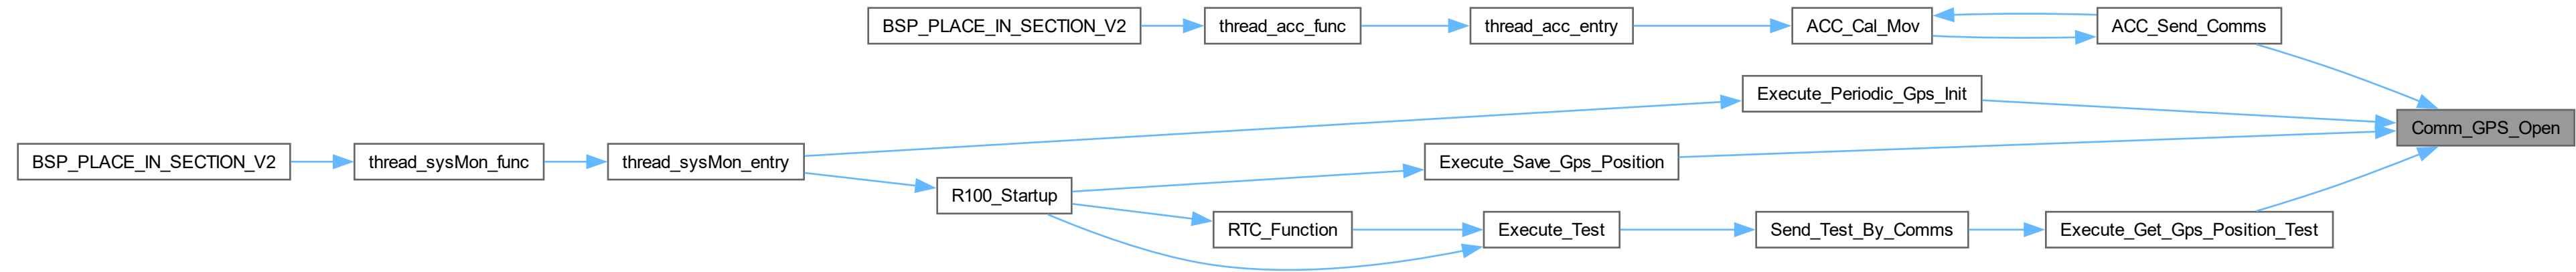 BSP_PLACE_IN_SECTION_V2
thread_acc_func
thread_acc_entry
ACC_Cal_Mov
ACC_Send_Comms
Execute_Periodic_Gps_Init
Comm_GPS_Open
BSP_PLACE_IN_SECTION_V2
thread_sysMon_func
thread_sysMon_entry
Execute_Save_Gps_Position
R100_Startup
RTC_Function
Execute_Test
Send_Test_By_Comms
Execute_Get_Gps_Position_Test